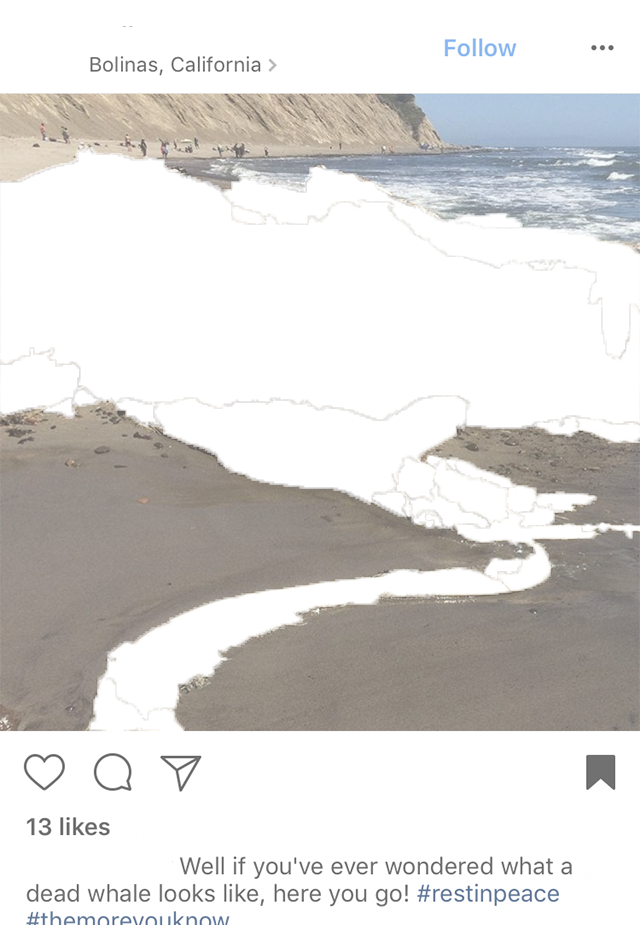 Bolinas, California
Follow
13 likes
Well if you've ever wondered what a
dead whale looks like, here you go! #restinpeace
#themoreyouknow